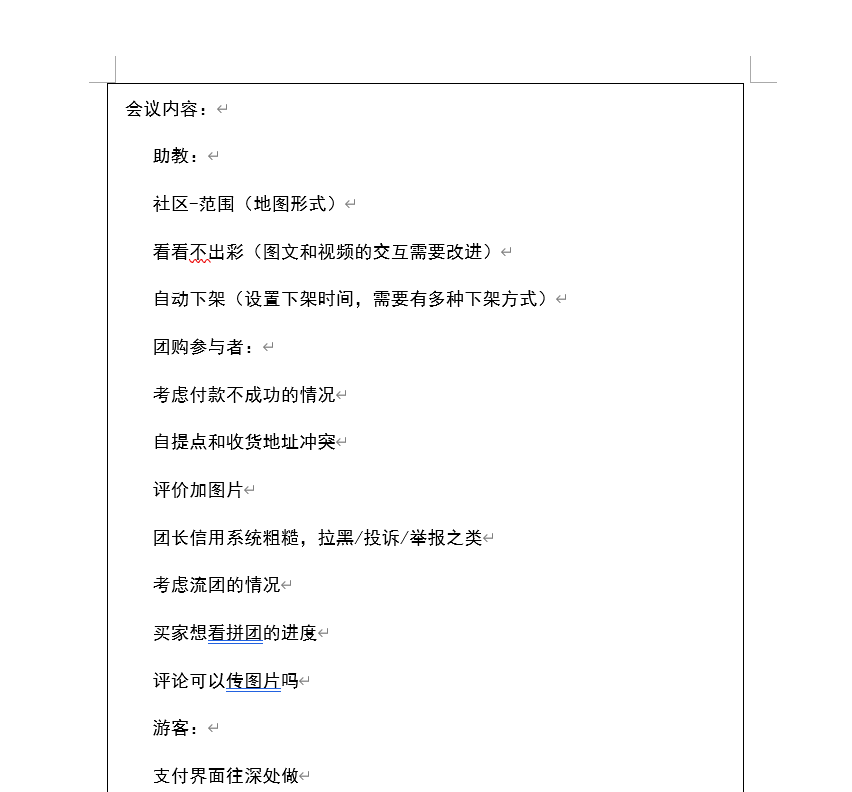 会议内容：
助教：
社区-范围（地图形式）
看看不出彩（图文和视频的交互需要改进）
自动下架（设置下架时间，需要有多种下架方式）
团购参与者：
考虑付款不成功的情况
自提点和收货地址冲突
评价加图片
团长信用系统粗糙，拉黑/投诉/举报之类
考虑流团的情况
买家想看拼团的进度
评论可以传图片吗
游客：
支付界面往深处做